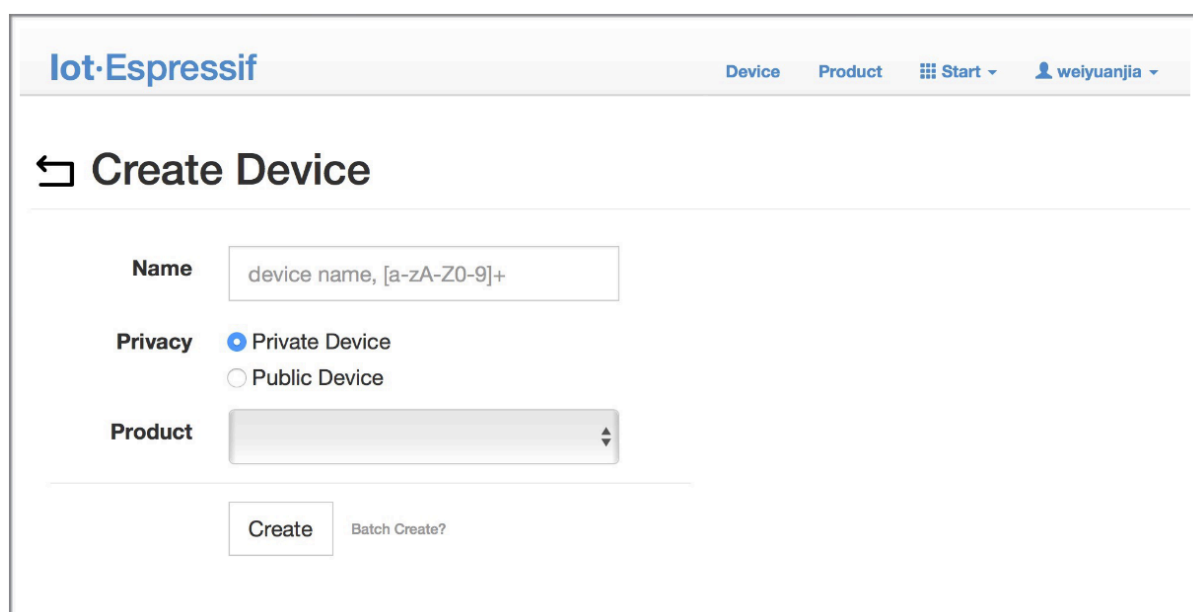 Iot·Espressif
Device Product Start weiyuanjia
Create Device
Name device name, [a-zA-Z0-9]+
Privacy Private Device
Public Device
Product
Create Batch Create?